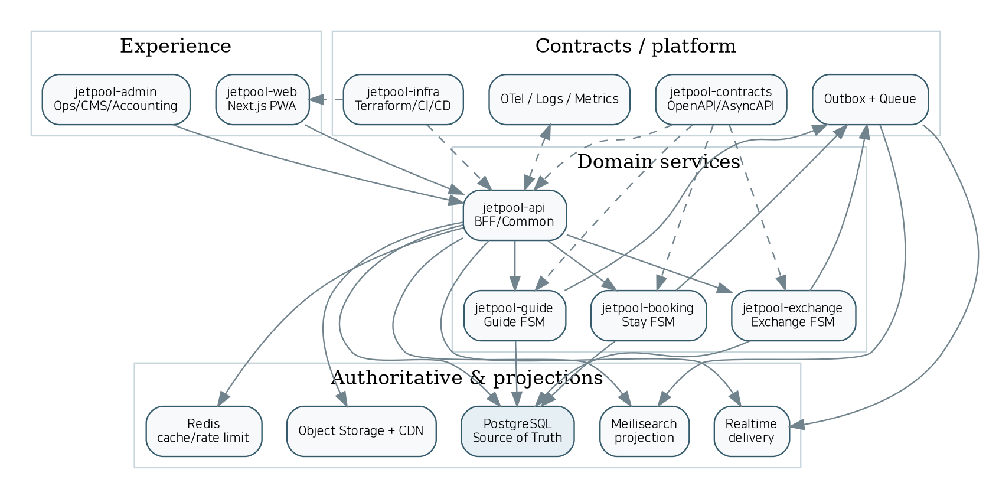 Experience
Contracts / platform
jetpool-admin
Ops/CMS/Accounting
jetpool-web
Next.js PWA
jetpool-infra
Terraform/CI/CD
OTel / Logs / Metrics
jetpool-contracts
OpenAPI/AsyncAPI
Outbox + Queue
Domain services
jetpool-api
BFF/Common
jetpool-guide
Guide FSM
jetpool-booking
Stay FSM
jetpool-exchange
Exchange FSM
Authoritative & projections
Redis
cache/rate limit
Object Storage + CDN
PostgreSQL
Source of Truth
Meilisearch
projection
Realtime
delivery